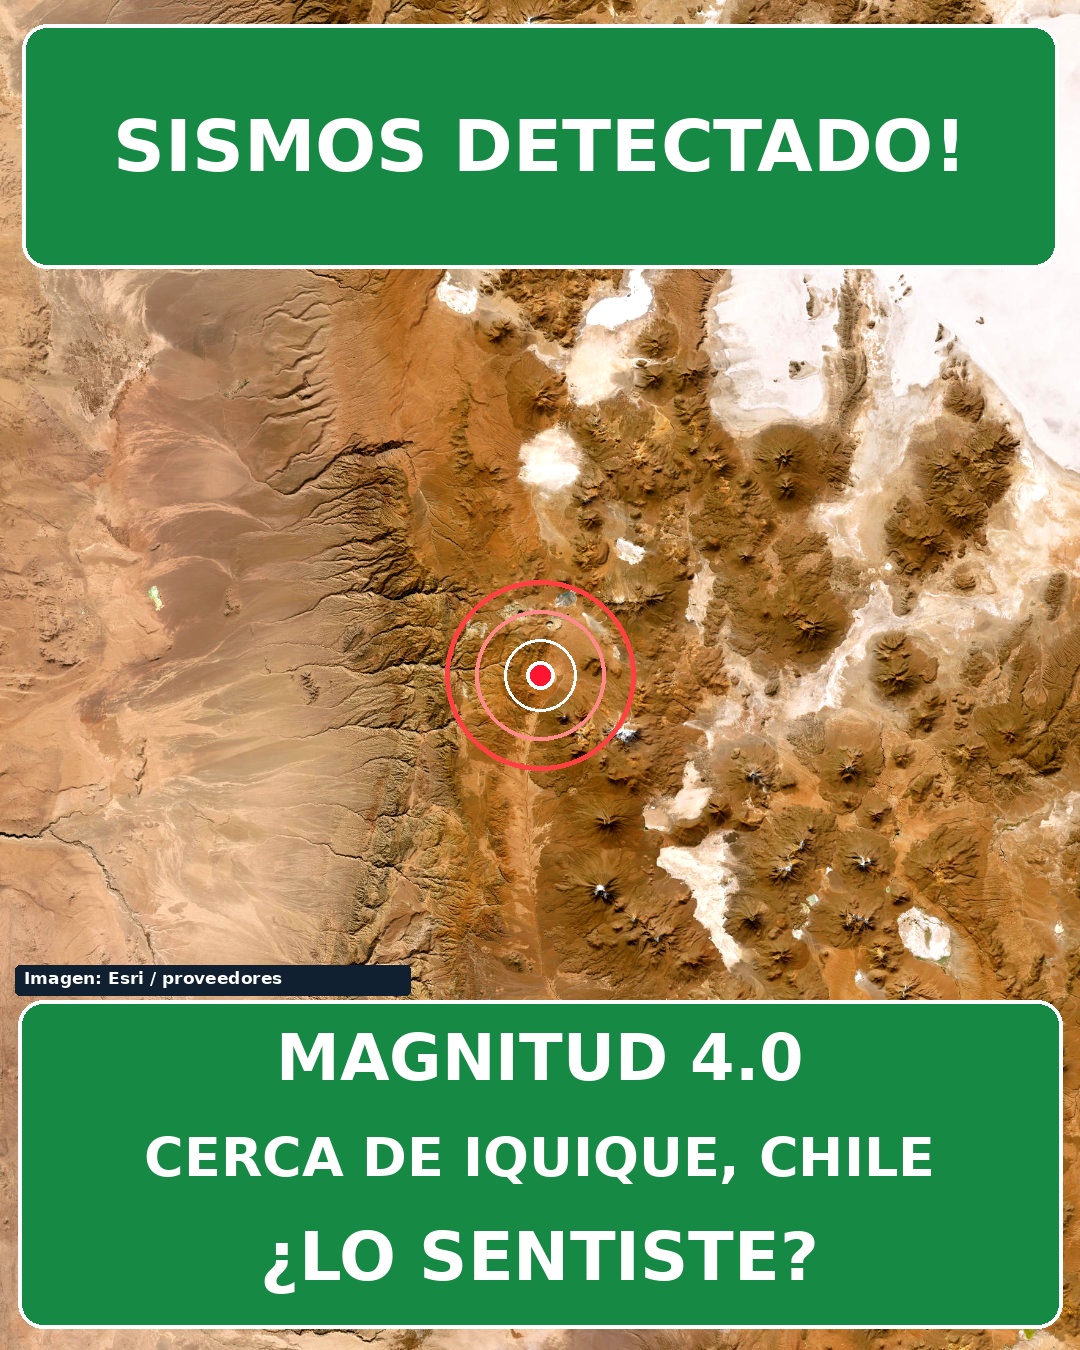 SISMOS DETECTADO!
Imagen: Esri / proveedores
MAGNITUD 4.0
CERCA DE IQUIQUE, CHILE
¿LO SENTISTE?